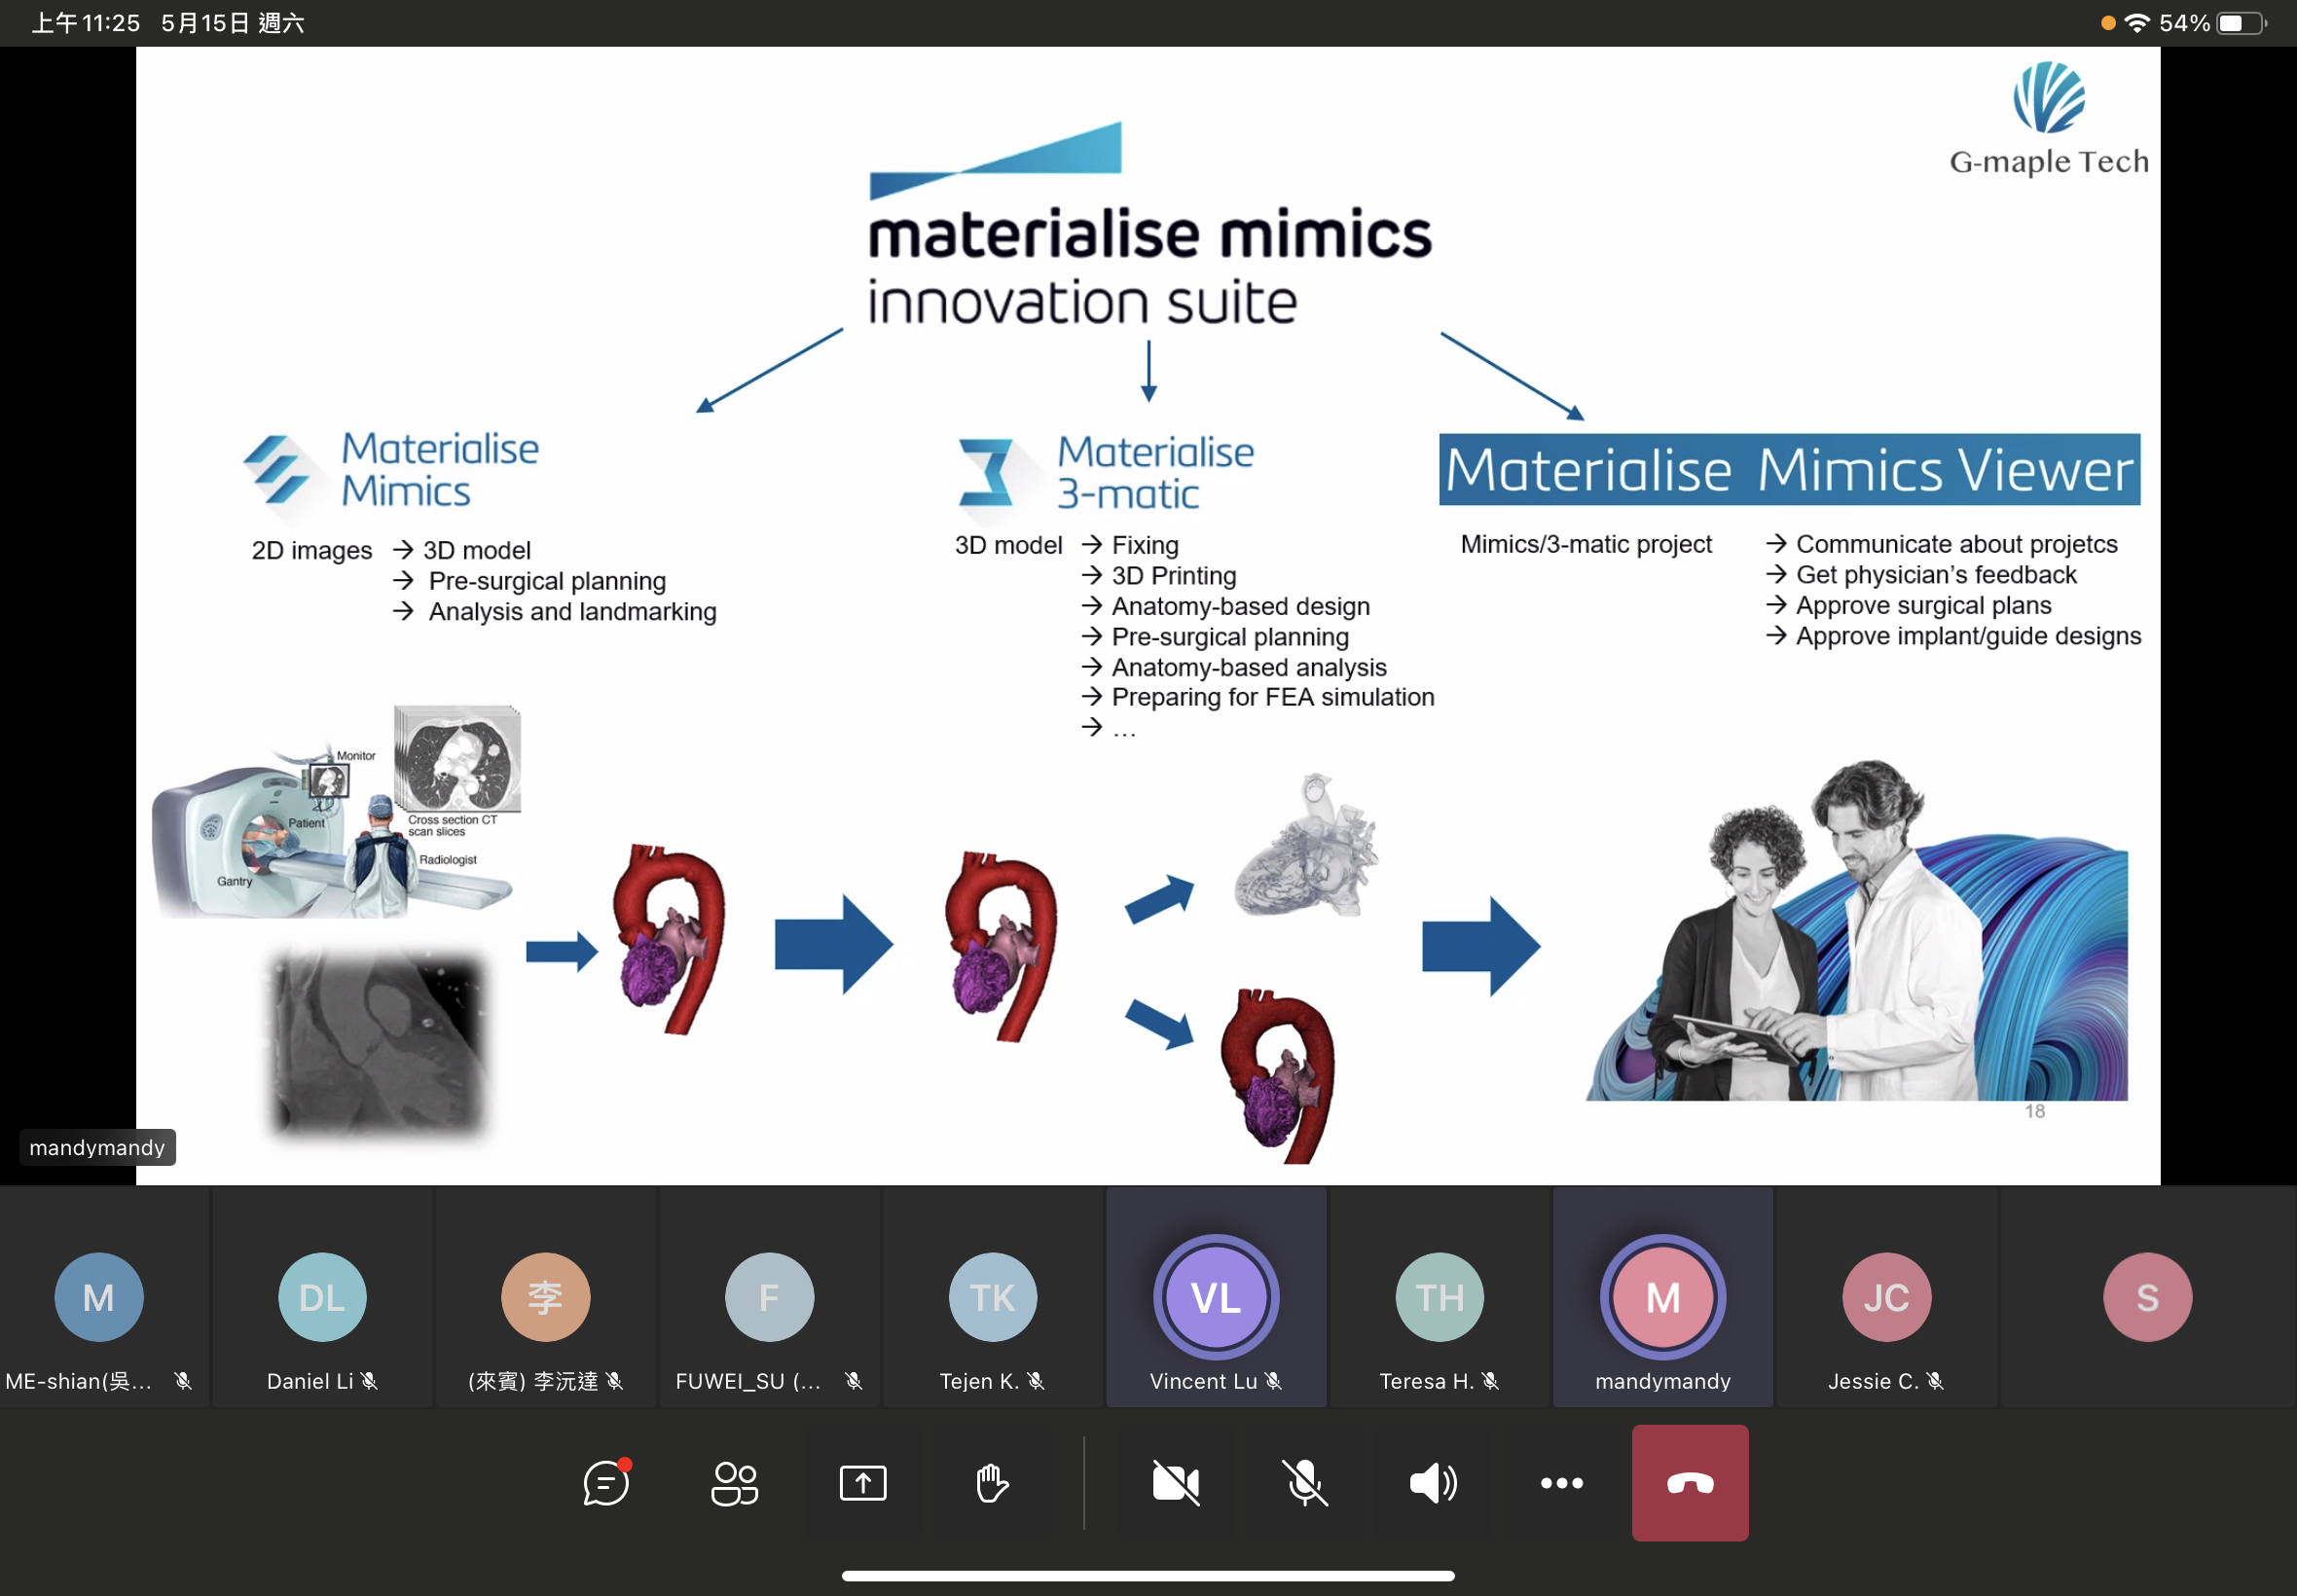 上午11:25 5月15日 週六
54%
G-maple Tech
materialise mimics
innovation suite
Materialise
Mimics
2D images → 3D model
→ Pre-surgical planning
→ Analysis and landmarking
Materialise
3-matic
3D model → Fixing
→ 3D Printing
→ Anatomy-based design
→ Pre-surgical planning
→ Anatomy-based analysis
→ Preparing for FEA simulation
→ ...
Materialise Mimics Viewer
Mimics/3-matic project → Communicate about projetcs
→ Get physician's feedback
→ Approve surgical plans
→ Approve implant/guide designs
Monitor
Patient
Cross section CT
scan slices
Radiologist
Gantry
18
mandymandy
M
DL
李
F
TK
VL
TH
M
JC
S
ME-shian(吳...
Daniel Li
(來賓) 李沅達
FUWEI_SU (...
Tejen K.
Vincent Lu
Teresa H.
mandymandy
Jessie C.